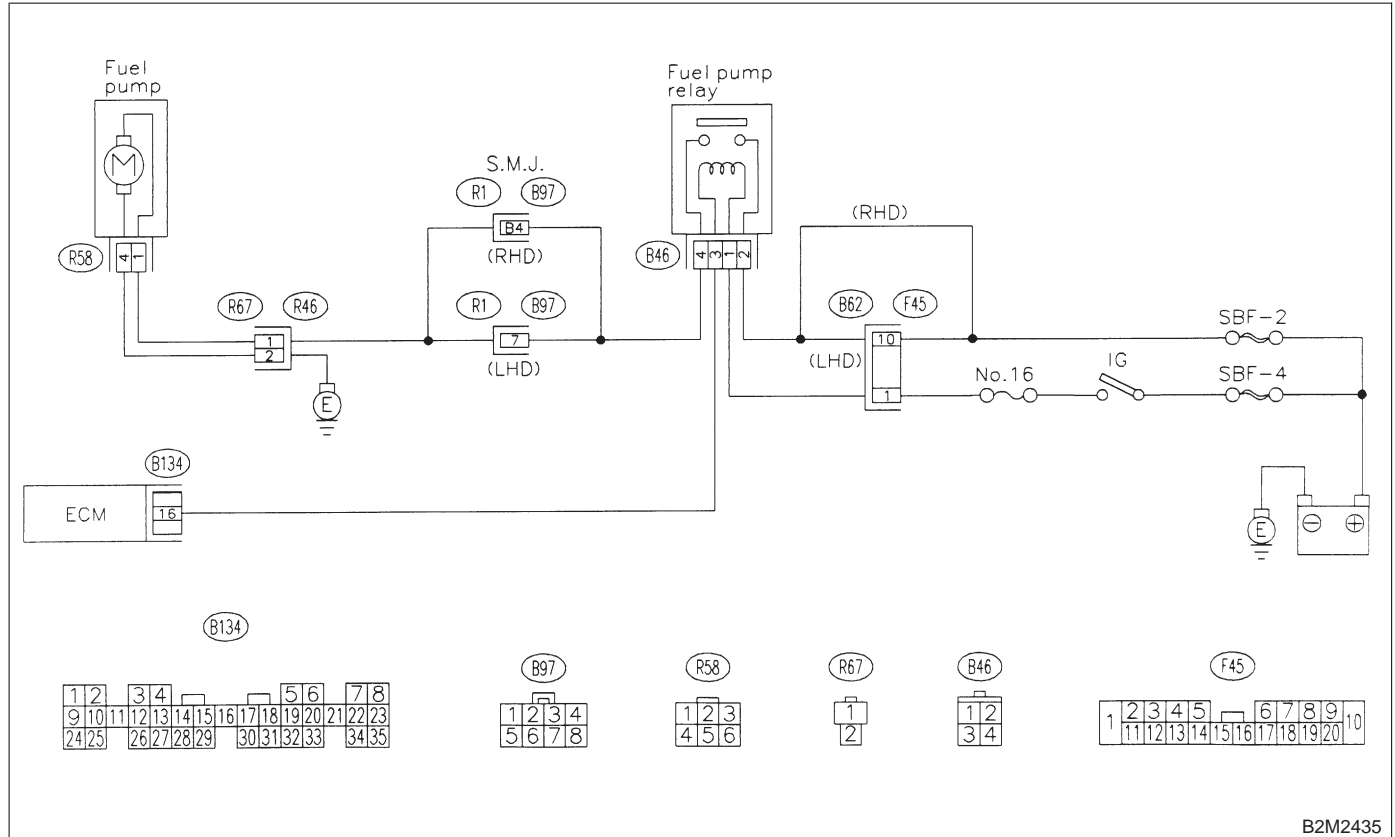 Fuel
pump
Fuel pump
relay
S.M.J.
R1 B97
B4
(RHD)
(RHD)
M
R58
4 1
B46
4 3 1 2
R67 R46
R1 B97
B62 F45
SBF-2
1
2
7
(LHD)
(LHD)
10
1
No.16
IG
SBF-4
E
B134
ECM
16
E
⊖ ⊕
B134
B97
R58
R67
B46
F45
1 2 3 4 5 6 7 8
9 10 11 12 13 14 15 16 17 18 19 20 21 22 23
24 25 26 27 28 29 30 31 32 33 34 35
1 2 3 4
5 6 7 8
1 2 3
4 5 6
1
2
1 2
3 4
1 2 3 4 5 6 7 8 9 10
11 12 13 14 15 16 17 18 19 20
B2M2435